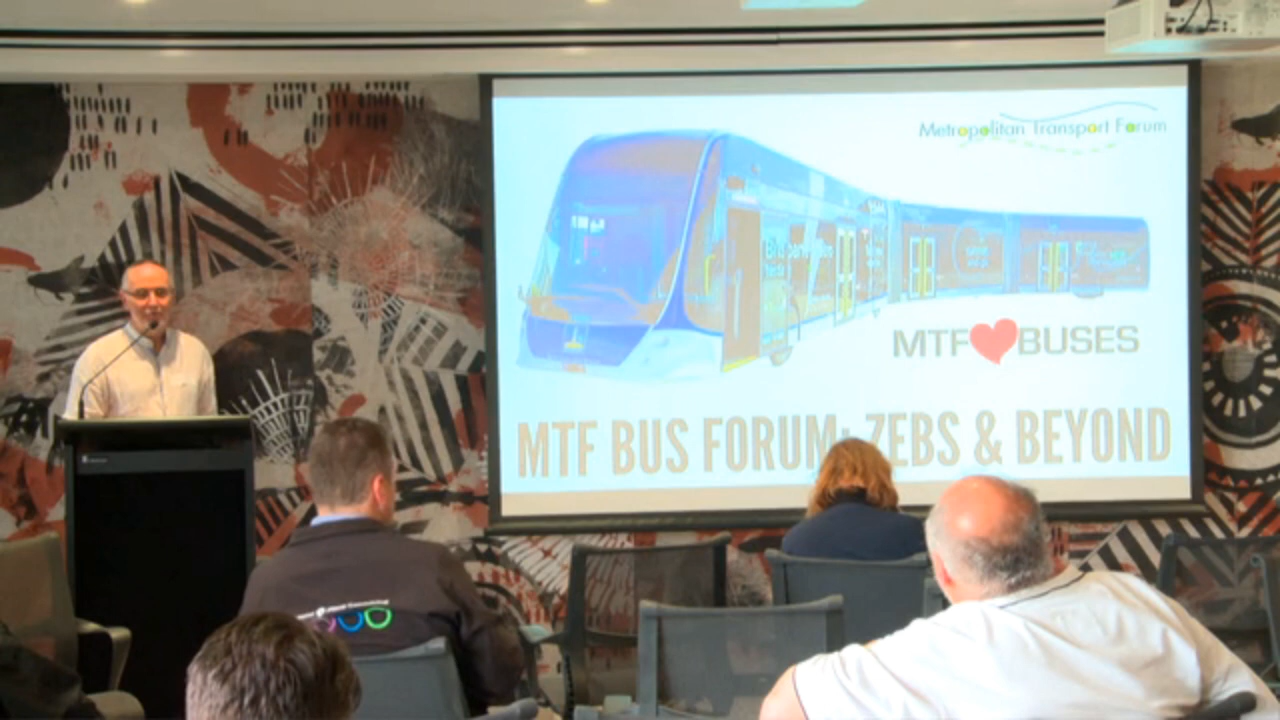 Metropolitan Transport Forum
MTF BUSES
MTF BUS FORUM: ZEBS & BEYOND